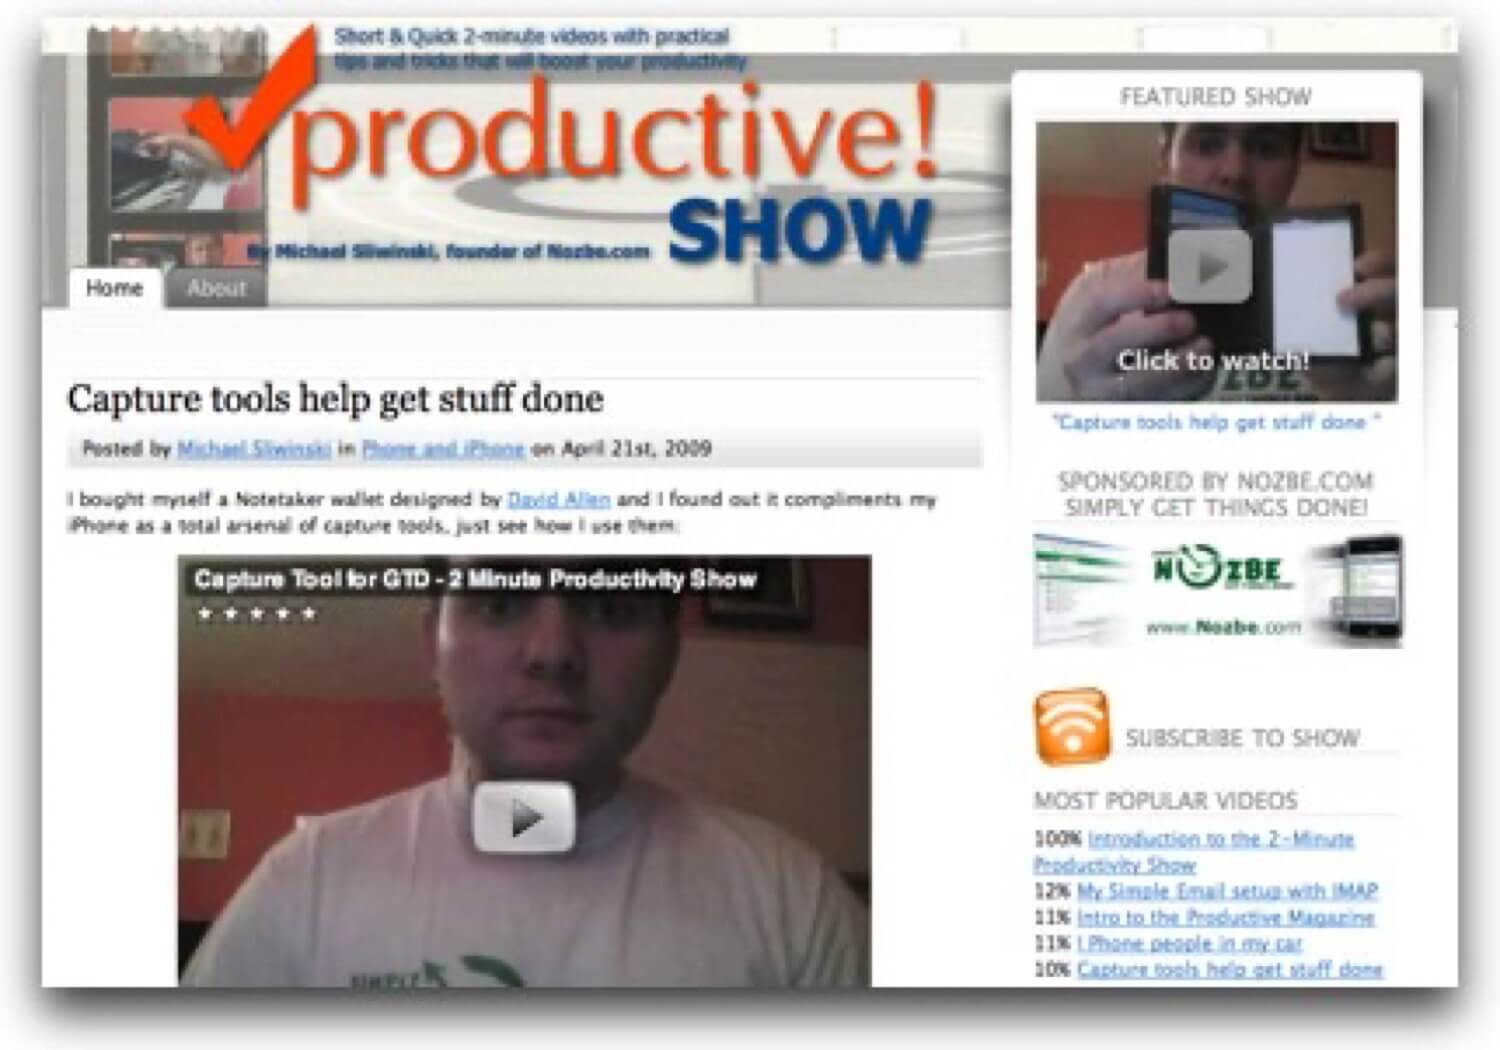 Short & Quick 2-minute videos with practical
tips and tricks that will boost your productivity
productive!
SHOW
By Michael Sliwinski, founder of Nozbe.com
Home
About
Capture tools help get stuff done
Posted by Michael Sliwinski in Phone and iPhone on April 21st, 2009
I bought myself a Notetaker wallet designed by David Allen and I found out it compliments my
iPhone as a total arsenal of capture tools, just see how I use them:
Capture Tool for GTD - 2 Minute Productivity Show
SIMPLY
FEATURED SHOW
Click to watch!
ZBE
"Capture tools help get stuff done "
SPONSORED BY NOZBE.COM
SIMPLY GET THINGS DONE!
NOZBE
www.Nozbe.com
SUBSCRIBE TO SHOW
MOST POPULAR VIDEOS
100% Introduction to the 2-Minute
Productivity Show
12% My Simple Email setup with IMAP
11% Intro to the Productive Magazine
11% I Phone people in my car
10% Capture tools help get stuff done